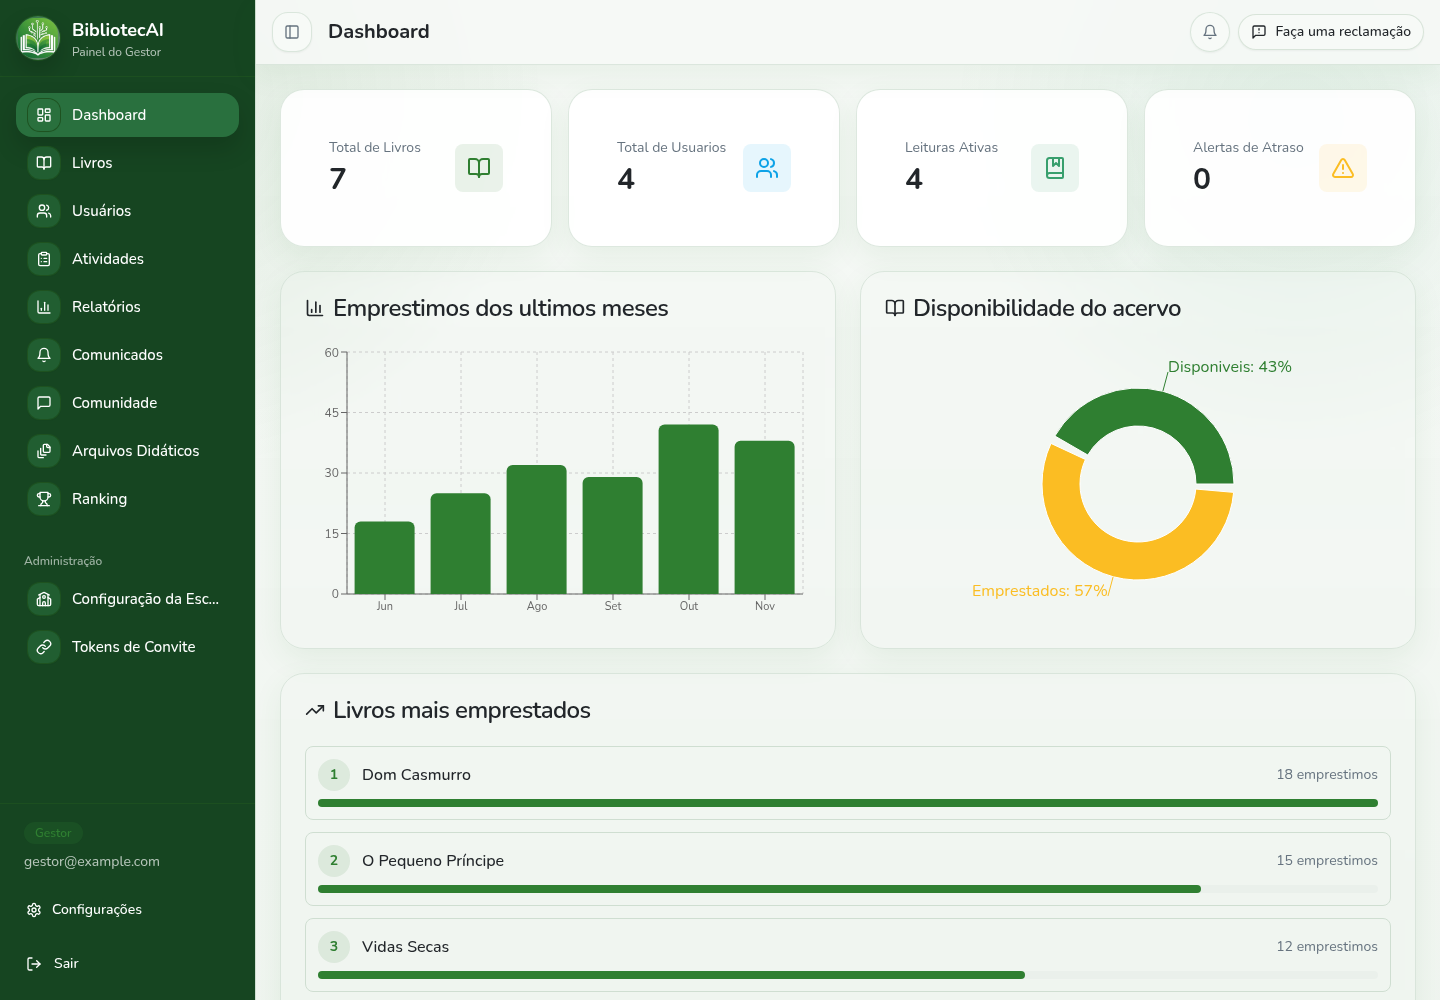 BibliotecAI
Painel do Gestor
Dashboard
Livros
Usuários
Atividades
Relatórios
Comunicados
Comunidade
Arquivos Didáticos
Ranking
Administração
Configuração da Esc...
Tokens de Convite
Gestor
gestor@example.com
Configurações
Sair
Dashboard
Faça uma reclamação
Total de Livros
7
Total de Usuarios
4
Leituras Ativas
4
Alertas de Atraso
0
Emprestimos dos ultimos meses
60
45
30
15
0
Jun Jul Ago Set Out Nov
Disponibilidade do acervo
Disponiveis: 43%
Emprestados: 57%
Livros mais emprestados
1 Dom Casmurro 18 emprestimos
2 O Pequeno Príncipe 15 emprestimos
3 Vidas Secas 12 emprestimos